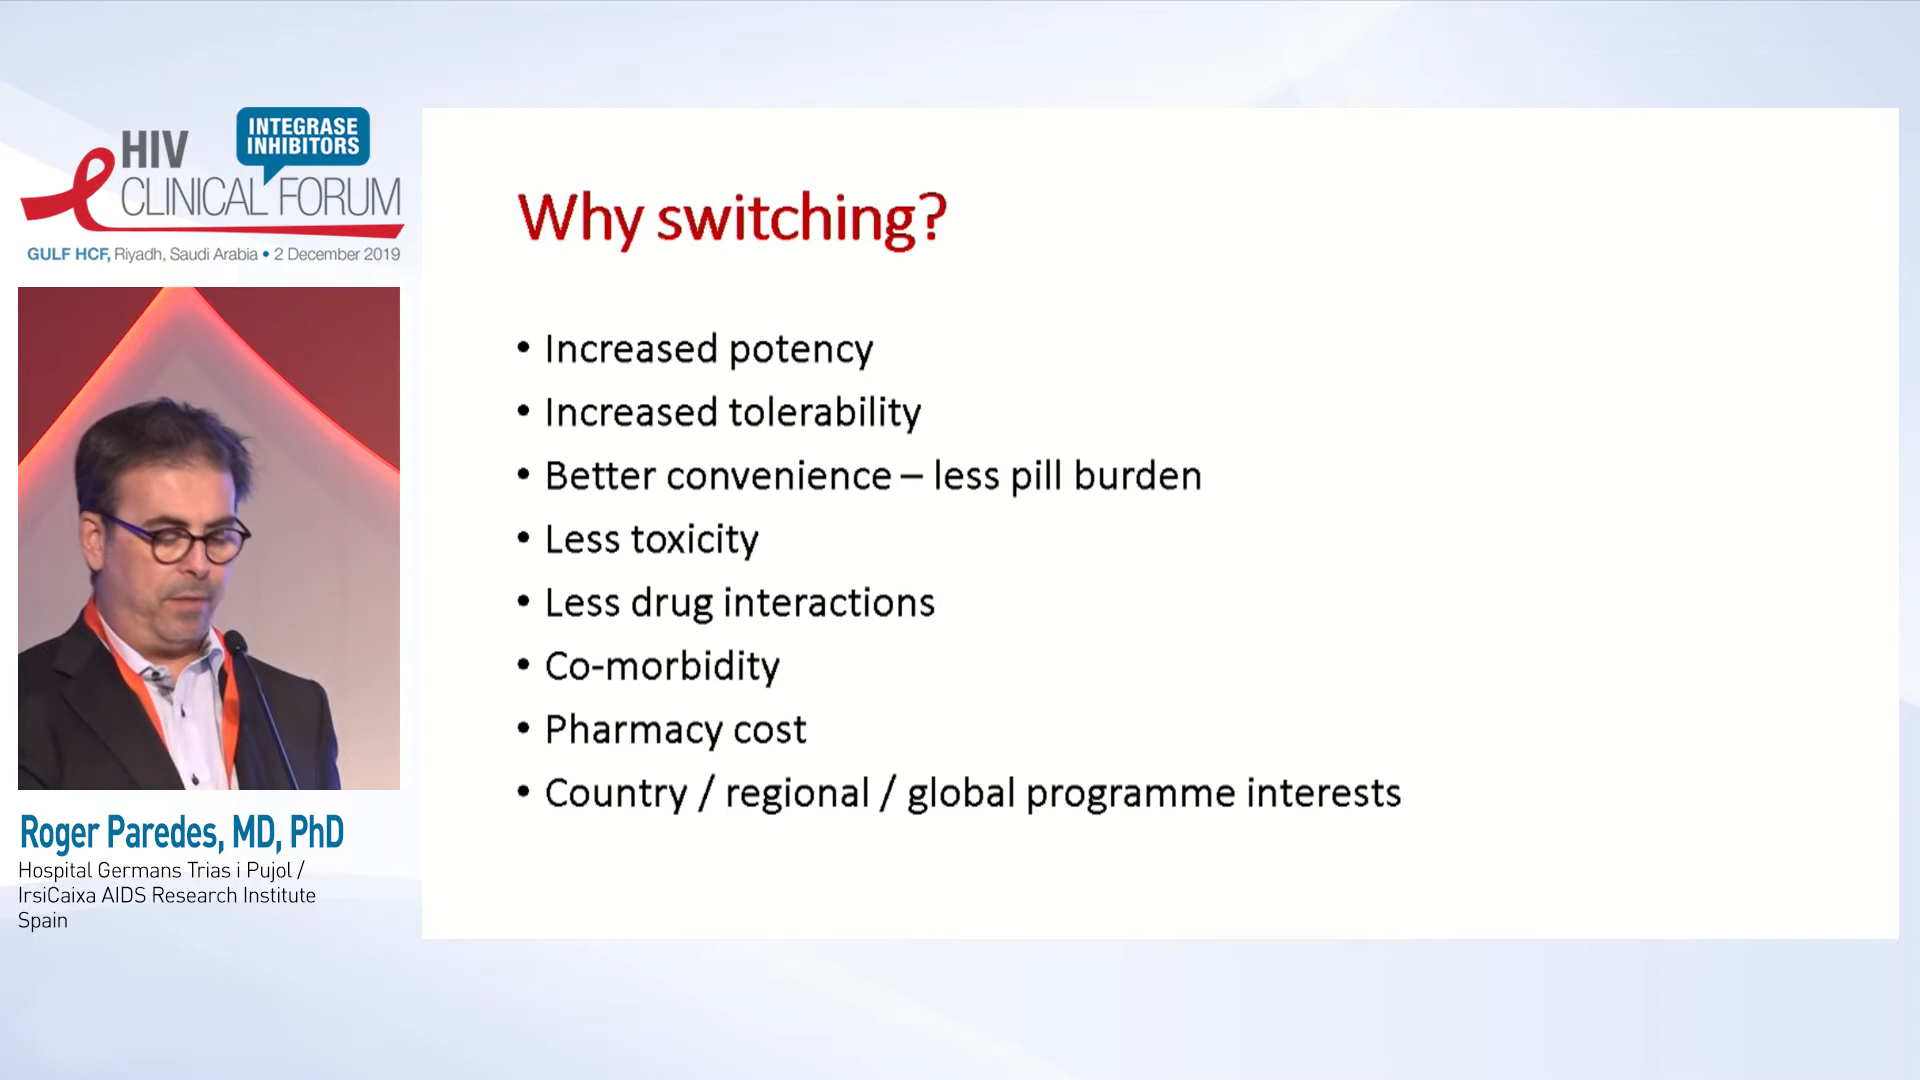 INTEGRASE
INHIBITORS
HIV
CLINICAL FORUM
GULF HCF, Riyadh, Saudi Arabia • 2 December 2019
Roger Paredes, MD, PhD
Hospital Germans Trias i Pujol /
IrsiCaixa AIDS Research Institute
Spain
Why switching?
• Increased potency
• Increased tolerability
• Better convenience – less pill burden
• Less toxicity
• Less drug interactions
• Co-morbidity
• Pharmacy cost
• Country / regional / global programme interests